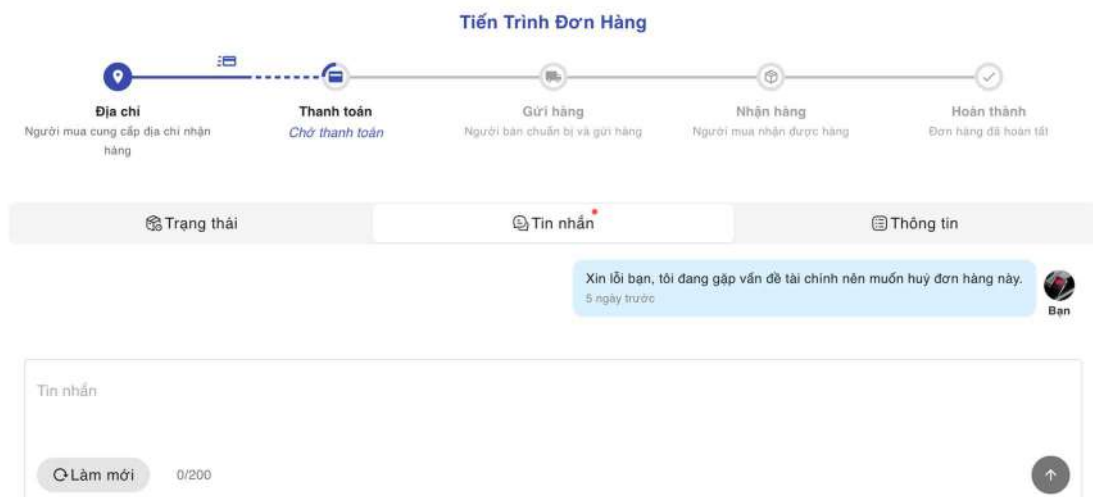 Tiến Trình Đơn Hàng
Địa chỉ
Người mua cung cấp địa chỉ nhận
hàng
Thanh toán
Chờ thanh toán
Gửi hàng
Người bán chuẩn bị và gửi hàng
Nhận hàng
Người mua nhận được hàng
Hoàn thành
Đơn hàng đã hoàn tất
Trạng thái
Tin nhắn
Thông tin
Xin lỗi bạn, tôi đang gặp vấn đề tài chính nên muốn huỷ đơn hàng này.
5 ngày trước
Bạn
Tin nhắn
Làm mới
0/200